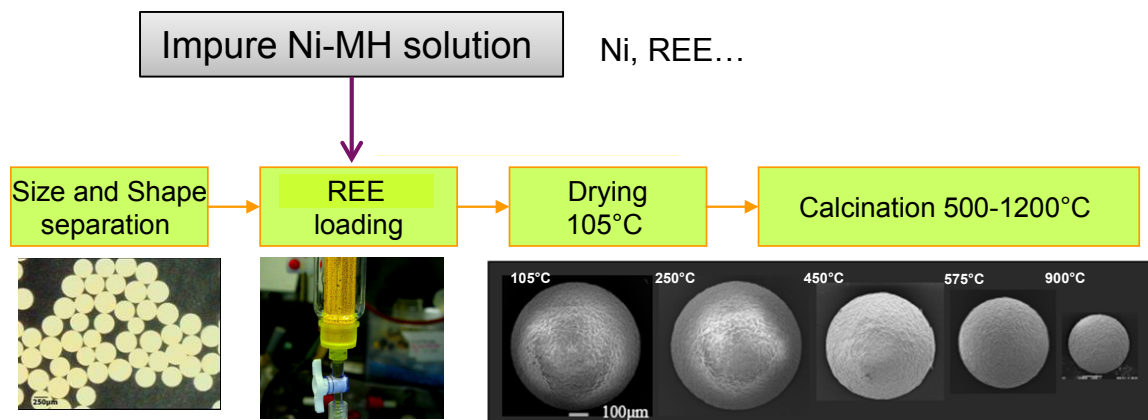 Impure Ni-MH solution
Ni, REE…
Size and Shape
separation
REE
loading
Drying
105°C
Calcination 500-1200°C
105°C
250°C
450°C
575°C
900°C
250µm
100µm